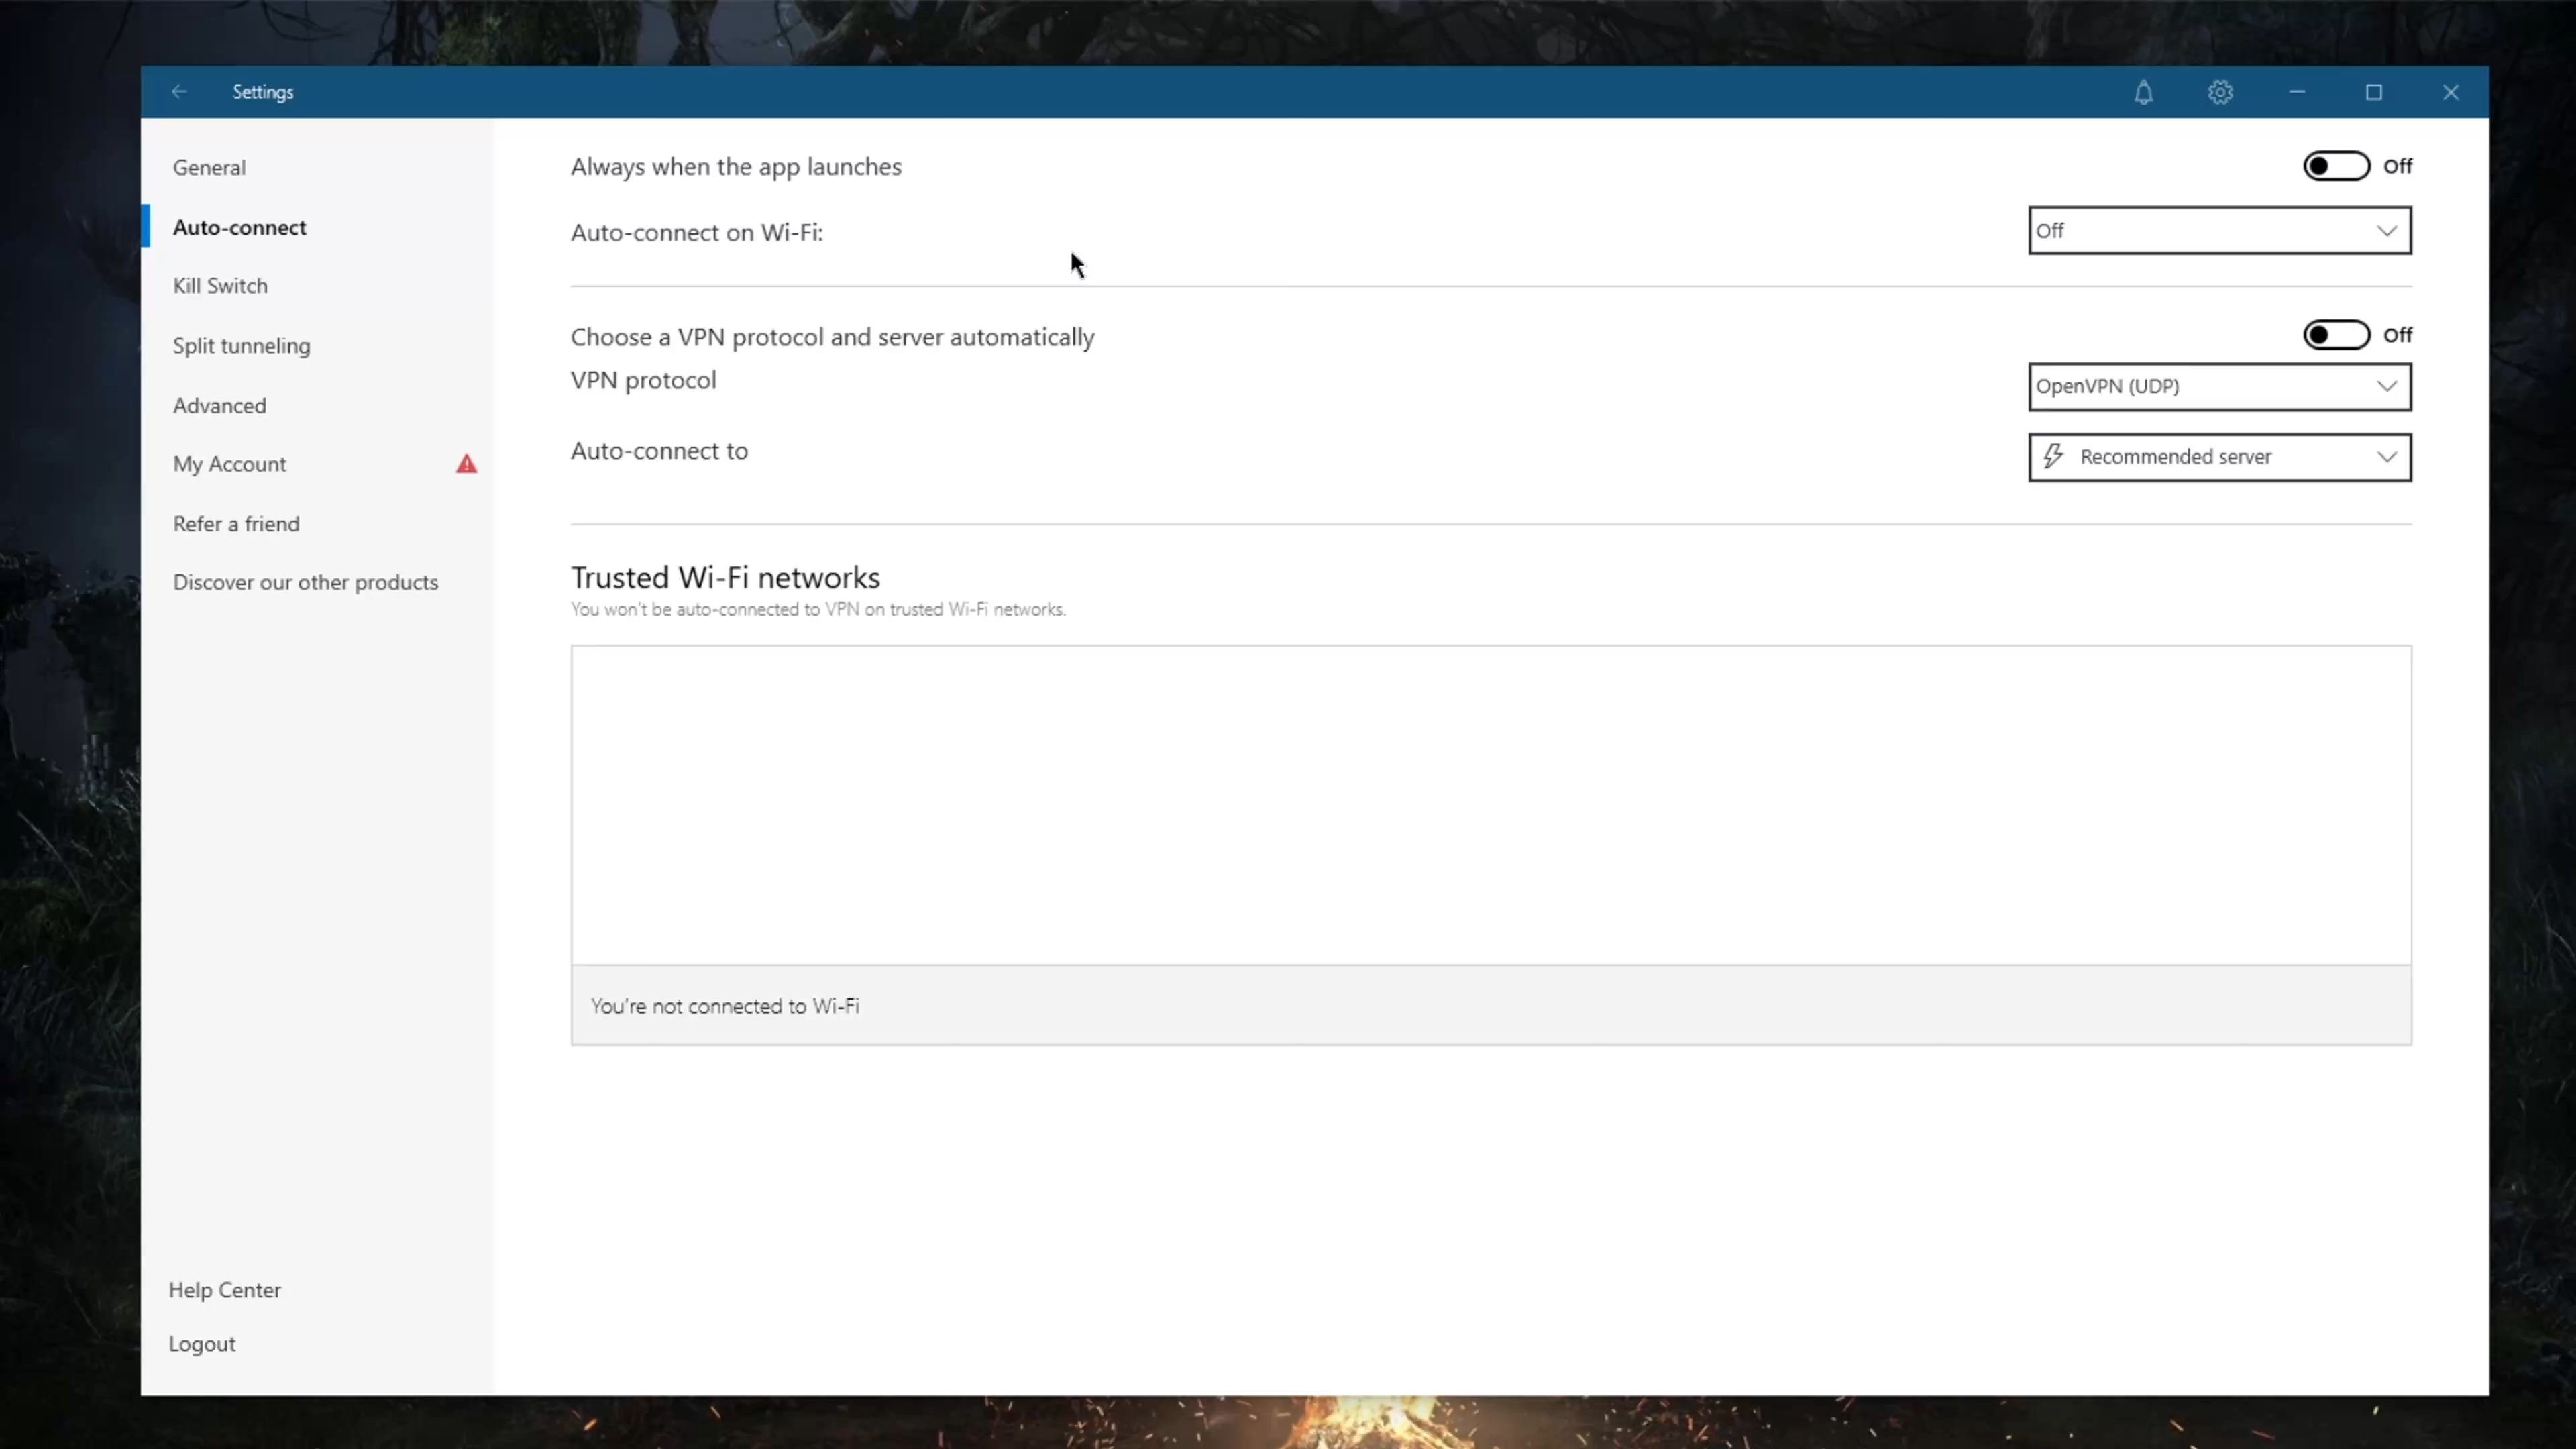 Settings
General
Auto-connect
Kill Switch
Split tunneling
Advanced
My Account
Refer a friend
Discover our other products
Help Center
Logout
Always when the app launches Off
Auto-connect on Wi-Fi: Off
Choose a VPN protocol and server automatically Off
VPN protocol OpenVPN (UDP)
Auto-connect to Recommended server
Trusted Wi-Fi networks
You won't be auto-connected to VPN on trusted Wi-Fi networks.
You're not connected to Wi-Fi